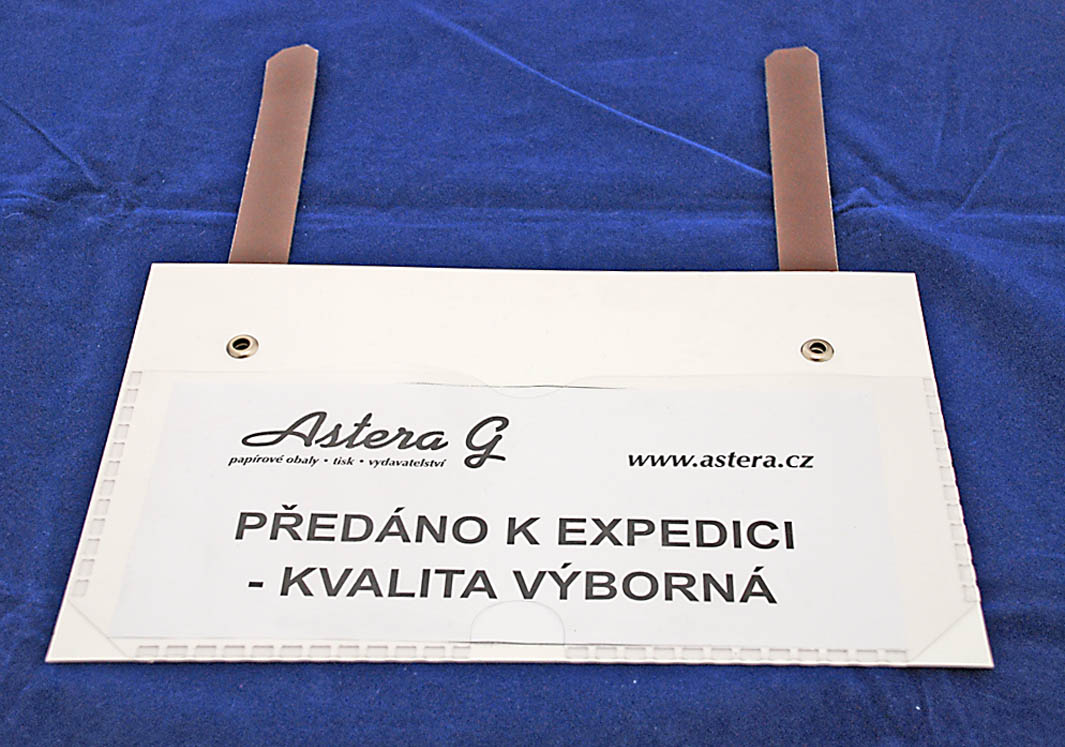 Astera G
papírové obaly • tisk • vydavatelství
www.astera.cz
PŘEDÁNO K EXPEDICI
- KVALITA VÝBORNÁ